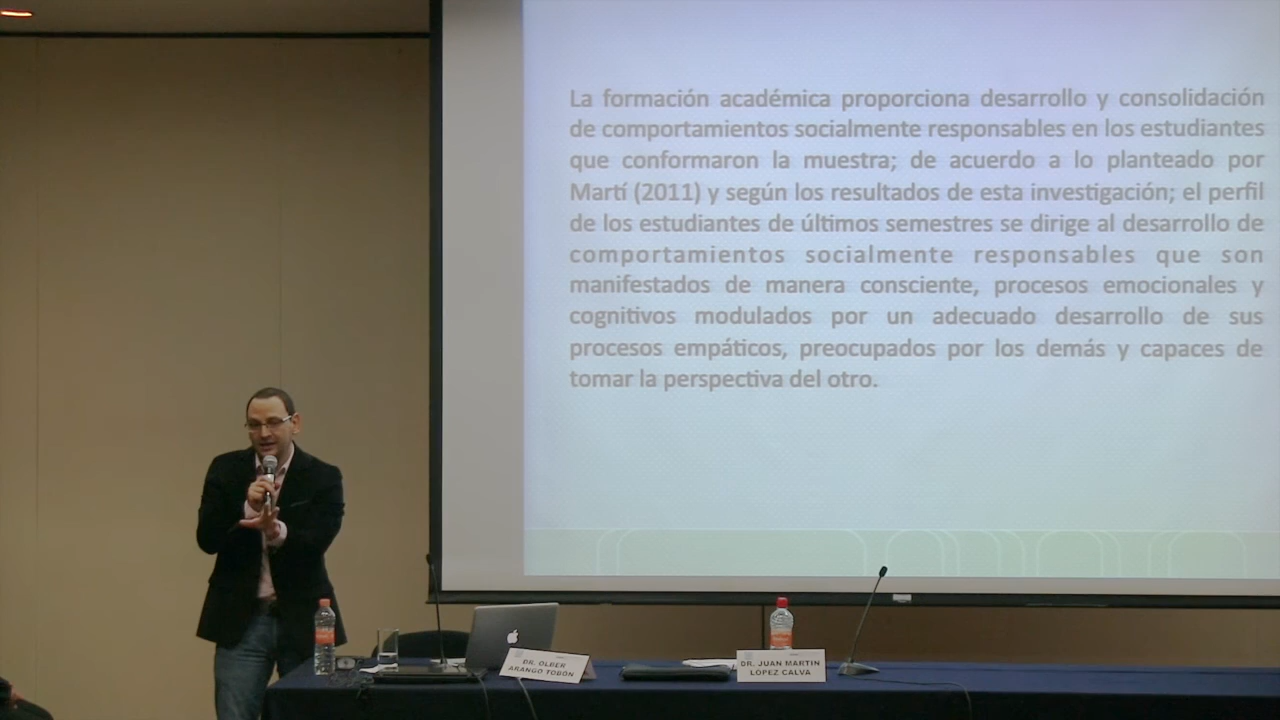 La formación académica proporciona desarrollo y consolidación
de comportamientos socialmente responsables en los estudiantes
que conformaron la muestra; de acuerdo a lo planteado por
Martí (2011) y según los resultados de esta investigación; el perfil
de los estudiantes de últimos semestres se dirige al desarrollo de
comportamientos socialmente responsables que son
manifestados de manera consciente, procesos emocionales y
cognitivos modulados por un adecuado desarrollo de sus
procesos empáticos, preocupados por los demás y capaces de
tomar la perspectiva del otro.
DR. OLBER
ARANGO TOBÓN
DR. JUAN MARTIN
LÓPEZ CALVA